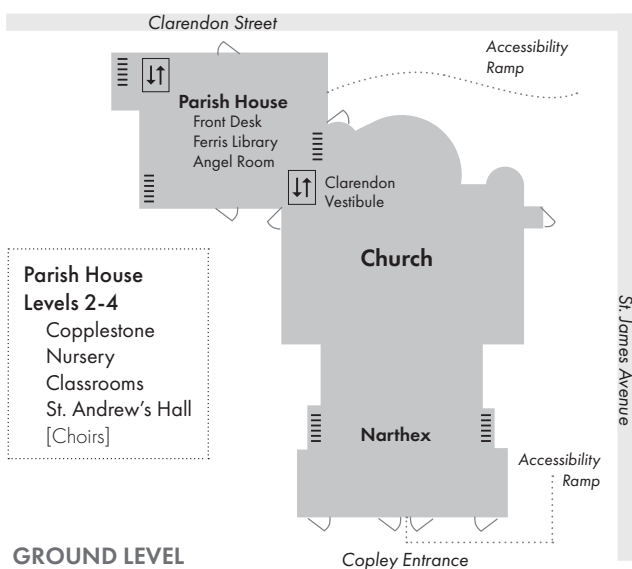 Clarendon Street
Accessibility
Ramp
Parish House
Front Desk
Ferris Library
Angel Room
Clarendon
Vestibule
Church
Parish House
Levels 2-4
Copplestone
Nursery
Classrooms
St. Andrew's Hall
[Choirs]
St. James Avenue
Narthex
Accessibility
Ramp
GROUND LEVEL
Copley Entrance